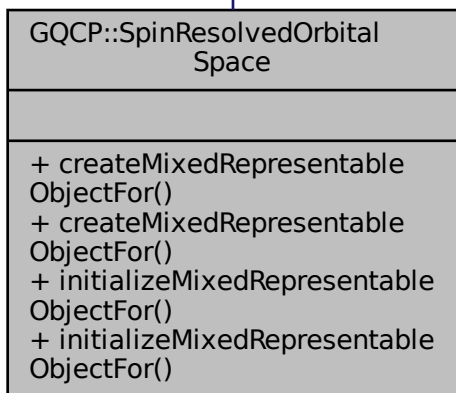 GQCP::SpinResolvedOrbital
Space
+ createMixedRepresentable
ObjectFor()
+ createMixedRepresentable
ObjectFor()
+ initializeMixedRepresentable
ObjectFor()
+ initializeMixedRepresentable
ObjectFor()